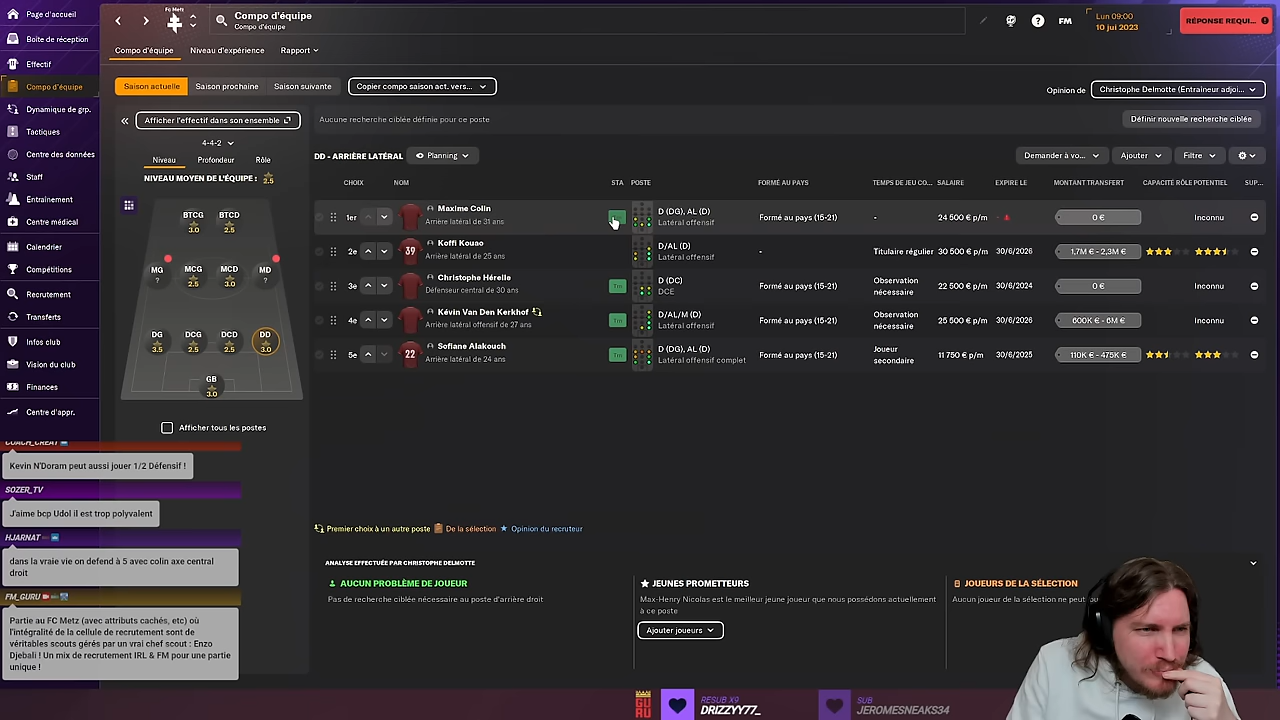 Page d'accueil
Boîte de réception
Effectif
Compo d'équipe
Dynamique de grp.
Tactiques
Centre des données
Staff
Entraînement
Centre médical
Calendrier
Compétitions
Recrutement
Transferts
Infos club
Vision du club
Finances
Centre d'appr.
Fc Metz
Compo d'équipe
Compo d'équipe
FM
Lun 09:00
10 jui 2023
RÉPONSE REQUI...
Compo d'équipe
Niveau d'expérience
Rapport
Saison actuelle
Saison prochaine
Saison suivante
Copier compo saison act. vers...
Opinion de
Christophe Delmotte (Entraîneur adjoi...
Afficher l'effectif dans son ensemble
4-4-2
Niveau
Profondeur
Rôle
NIVEAU MOYEN DE L'ÉQUIPE :
2.5
BTCG
3.0
BTCD
2.5
MG
?
MCG
2.5
MCD
3.0
MD
?
DG
3.5
DCG
2.5
DCD
2.5
DD
3.0
GB
3.0
Afficher tous les postes
Aucune recherche ciblée définie pour ce poste
Définir nouvelle recherche ciblée
DD - ARRIÈRE LATÉRAL
Planning
Demander à vo...
Ajouter
Filtre
CHOIX
NOM
STA
POSTE
FORMÉ AU PAYS
TEMPS DE JEU CO...
SALAIRE
EXPIRE LE
MONTANT TRANSFERT
CAPACITÉ RÔLE
POTENTIEL
SUP...
1er
Maxime Colin
Arrière latéral de 31 ans
D (DG), AL (D)
Latéral offensif
Formé au pays (15-21)
-
24 500 € p/m
-
0 €
Inconnu
2e
39
Koffi Kouao
Arrière latéral de 25 ans
D/AL (D)
Latéral offensif
-
Titulaire régulier
30 500 € p/m
30/6/2026
1,7M € - 2,3M €
3e
Christophe Hérelle
Défenseur central de 30 ans
Trn
D (DC)
DCE
Formé au pays (15-21)
Observation nécessaire
22 500 € p/m
30/6/2024
0 €
Inconnu
4e
Kévin Van Den Kerkhof
Arrière latéral offensif de 27 ans
Trn
D/AL/M (D)
Latéral offensif
Formé au pays (15-21)
Observation nécessaire
25 500 € p/m
30/6/2026
600K € - 6M €
Inconnu
5e
22
Sofiane Alakouch
Arrière latéral de 24 ans
Trn
D (DG), AL (D)
Latéral offensif complet
Formé au pays (15-21)
Joueur secondaire
11 750 € p/m
30/6/2025
110K € - 475K €
Premier choix à un autre poste
De la sélection
Opinion du recruteur
ANALYSE EFFECTUÉE PAR CHRISTOPHE DELMOTTE
AUCUN PROBLÈME DE JOUEUR
Pas de recherche ciblée nécessaire au poste d'arrière droit
JEUNES PROMETTEURS
Max-Henry Nicolas est le meilleur jeune joueur que nous possédons actuellement
à ce poste
Ajouter joueurs
JOUEURS DE LA SÉLECTION
Aucun joueur de la sélection ne peut
COACH_CREAT
Kevin N'Doram peut aussi jouer 1/2 Défensif !
SOZER_TV
J'aime bcp Udol il est trop polyvalent
HJARNAT
dans la vraie vie on defend à 5 avec colin axe central
droit
FM_GURU
Partie au FC Metz (avec attributs cachés, etc) où
l'intégralité de la cellule de recrutement sont de
véritables scouts gérés par un vrai chef scout : Enzo
Djebali ! Un mix de recrutement IRL & FM pour une partie
unique !
GURU
RESUB X9
DRIZZYY77_
SUB
JEROMESNEAKS34